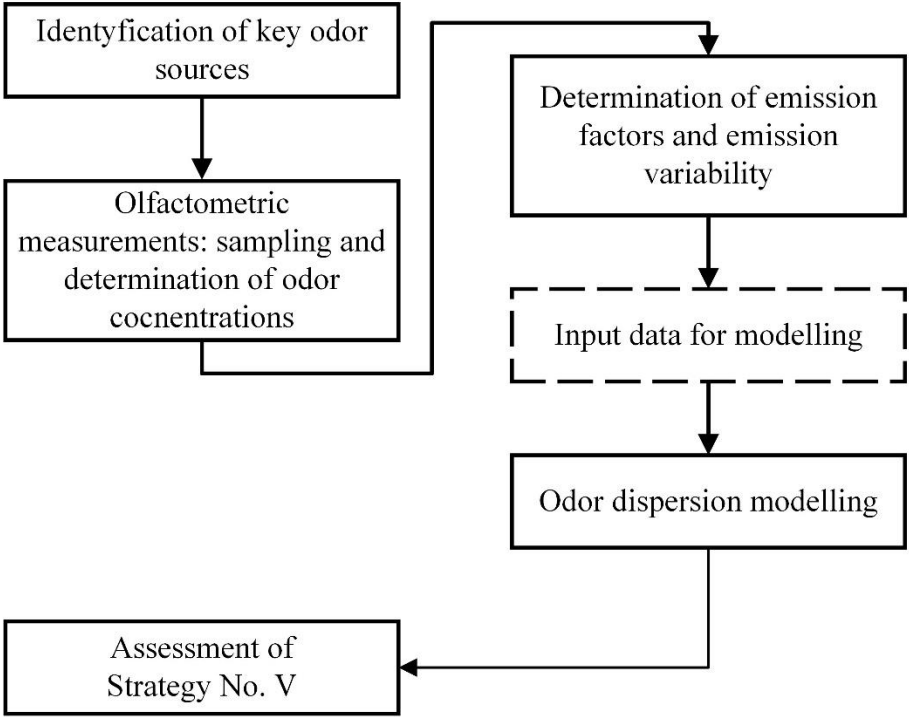 Identyfication of key odor
sources
Olfactometric
measurements: sampling and
determination of odor
cocnentrations
Determination of emission
factors and emission
variability
Input data for modelling
Odor dispersion modelling
Assessment of
Strategy No. V